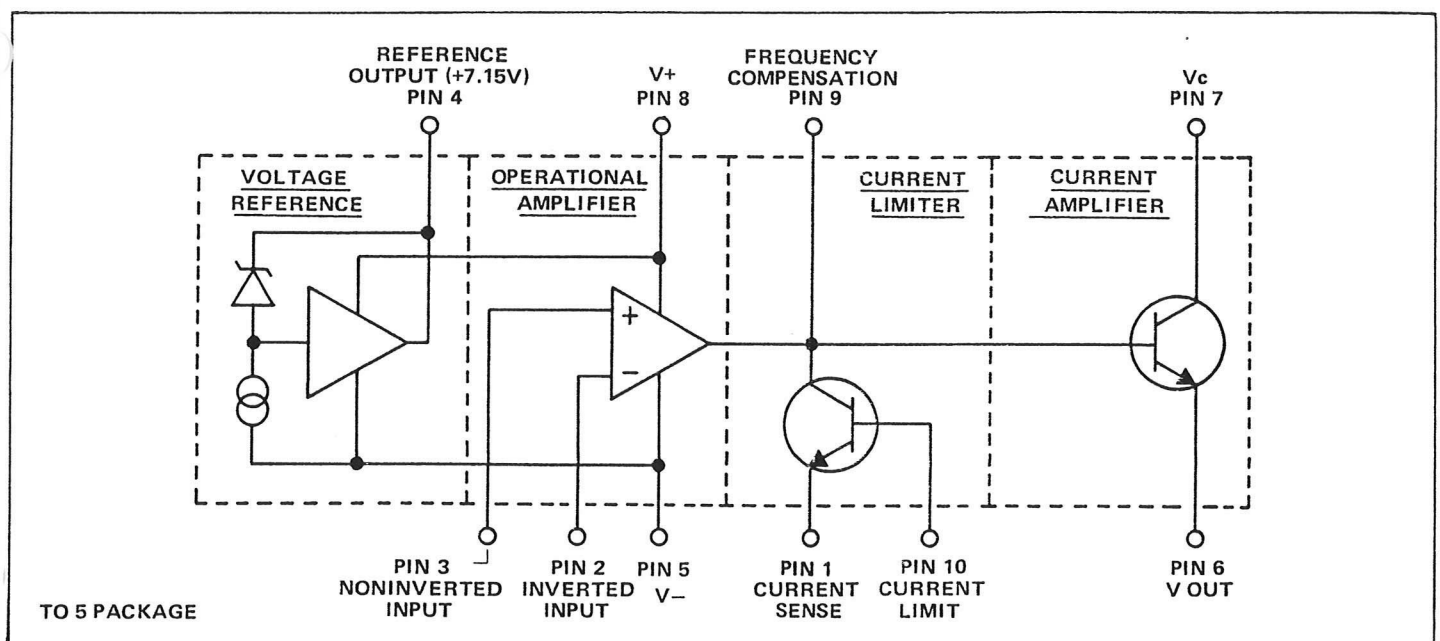 REFERENCE
OUTPUT (+7.15V)
PIN 4
V+
PIN 8
FREQUENCY
COMPENSATION
PIN 9
Vc
PIN 7
VOLTAGE
REFERENCE
OPERATIONAL
AMPLIFIER
CURRENT
LIMITER
CURRENT
AMPLIFIER
+
−
PIN 3
NONINVERTED
INPUT
PIN 2
INVERTED
INPUT
PIN 5
V−
PIN 1
CURRENT
SENSE
PIN 10
CURRENT
LIMIT
PIN 6
V OUT
TO 5 PACKAGE